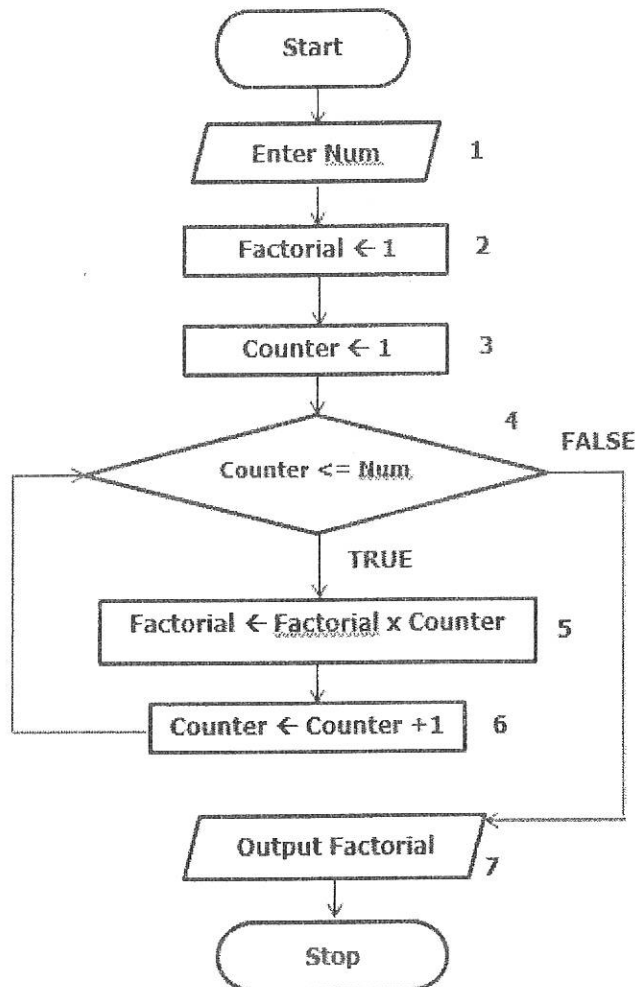 Start
Enter Num
1
Factorial ← 1
2
Counter ← 1
3
4
Counter <= Num
FALSE
TRUE
Factorial ← Factorial x Counter
5
Counter ← Counter +1
6
Output Factorial
7
Stop